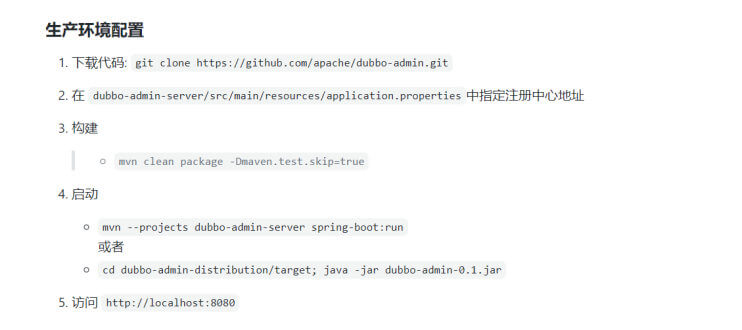 生产环境配置
1. 下载代码: git clone https://github.com/apache/dubbo-admin.git
2. 在 dubbo-admin-server/src/main/resources/application.properties 中指定注册中心地址
3. 构建
mvn clean package -Dmaven.test.skip=true
4. 启动
mvn --projects dubbo-admin-server spring-boot:run
或者
cd dubbo-admin-distribution/target; java -jar dubbo-admin-0.1.jar
5. 访问 http://localhost:8080